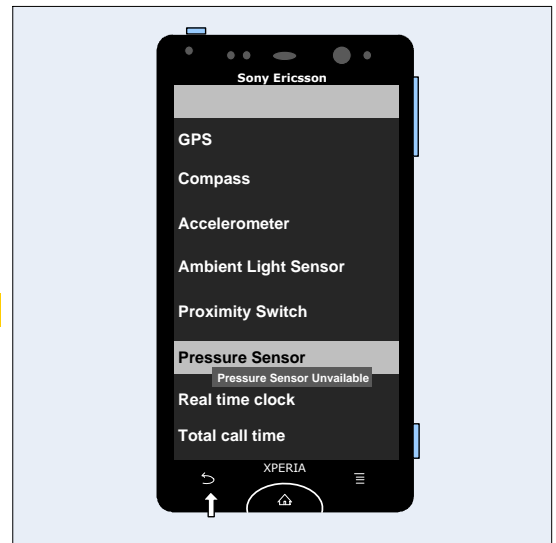 Sony Ericsson
GPS
Compass
Accelerometer
Ambient Light Sensor
Proximity Switch
Pressure Sensor
Pressure Sensor Unvailable
Real time clock
Total call time
XPERIA